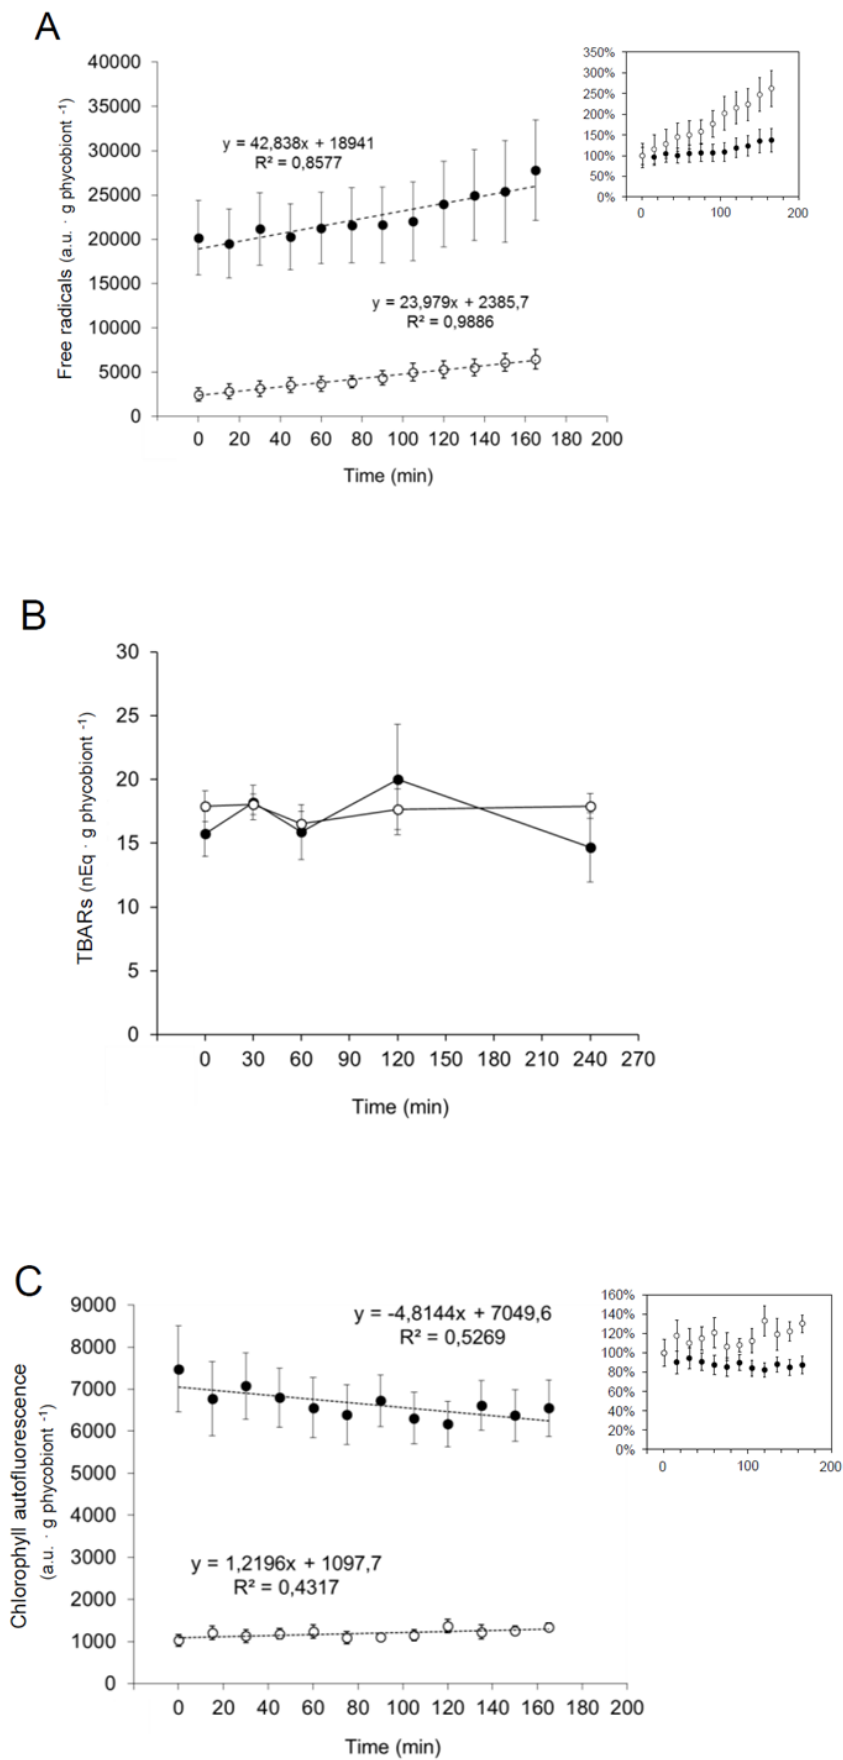 A
40000
35000
30000
25000
20000
15000
10000
5000
0
Free radicals (a.u. · g phycobiont ⁻¹)
y = 42,838x + 18941
R² = 0,8577
y = 23,979x + 2385,7
R² = 0,9886
0 20 40 60 80 100 120 140 160 180 200
Time (min)
350%
300%
250%
200%
150%
100%
50%
0%
0 100 200
B
30
25
20
15
10
5
0
TBARs (nEq · g phycobiont ⁻¹)
0 30 60 90 120 150 180 210 240 270
Time (min)
C
9000
8000
7000
6000
5000
4000
3000
2000
1000
0
Chlorophyll autofluorescence
(a.u. · g phycobiont ⁻¹)
y = -4,8144x + 7049,6
R² = 0,5269
y = 1,2196x + 1097,7
R² = 0,4317
0 20 40 60 80 100 120 140 160 180 200
Time (min)
160%
140%
120%
100%
80%
60%
40%
20%
0%
0 100 200